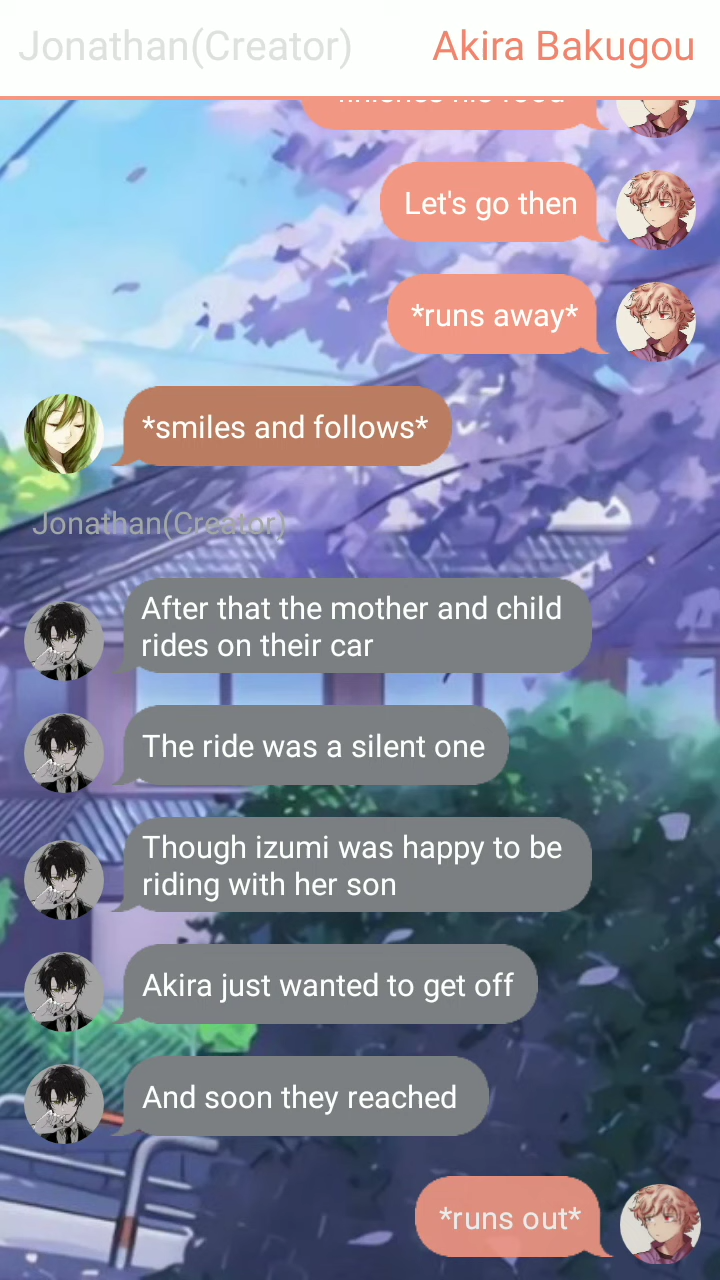 Jonathan(Creator)
Akira Bakugou
Let's go then
*runs away*
*smiles and follows*
Jonathan(Creator)
After that the mother and child
rides on their car
The ride was a silent one
Though izumi was happy to be
riding with her son
Akira just wanted to get off
And soon they reached
*runs out*